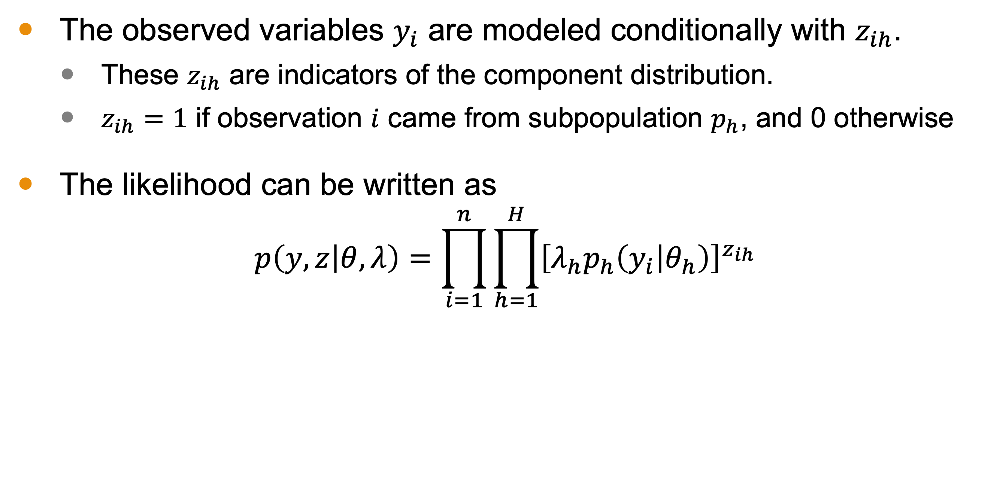 • The observed variables $y_i$ are modeled conditionally with $z_{ih}$.
• These $z_{ih}$ are indicators of the component distribution.
• $z_{ih} = 1$ if observation $i$ came from subpopulation $p_h$, and 0 otherwise
• The likelihood can be written as
$p(y, z|\theta, \lambda) = \prod_{i=1}^{n} \prod_{h=1}^{H} [\lambda_h p_h(y_i|\theta_h)]^{z_{ih}}$